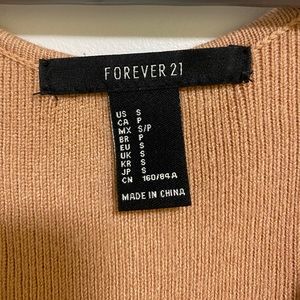 FOREVER 21
US S
CA P
MX S/P
BR P
EU S
UK S
KR S
JP S
CN 160/84A
MADE IN CHINA